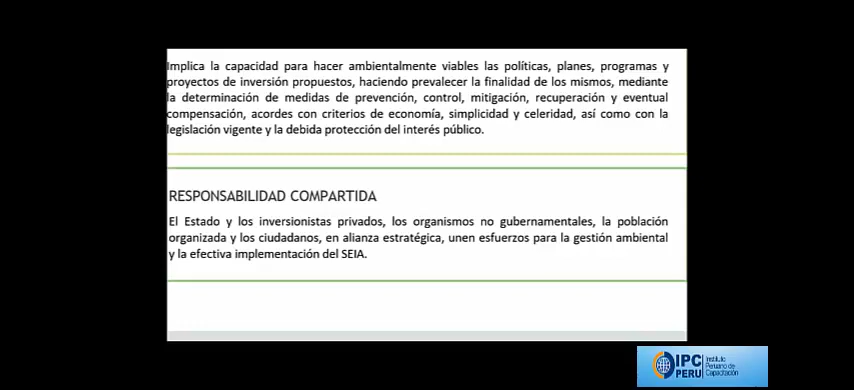 Implica la capacidad para hacer ambientalmente viables las políticas, planes, programas y
proyectos de inversión propuestos, haciendo prevalecer la finalidad de los mismos, mediante
la determinación de medidas de prevención, control, mitigación, recuperación y eventual
compensación, acordes con criterios de economía, simplicidad y celeridad, así como con la
legislación vigente y la debida protección del interés público.
RESPONSABILIDAD COMPARTIDA
El Estado y los inversionistas privados, los organismos no gubernamentales, la población
organizada y los ciudadanos, en alianza estratégica, unen esfuerzos para la gestión ambiental
y la efectiva implementación del SEIA.
IPC
PERU
Instituto
Peruano de
Capacitación